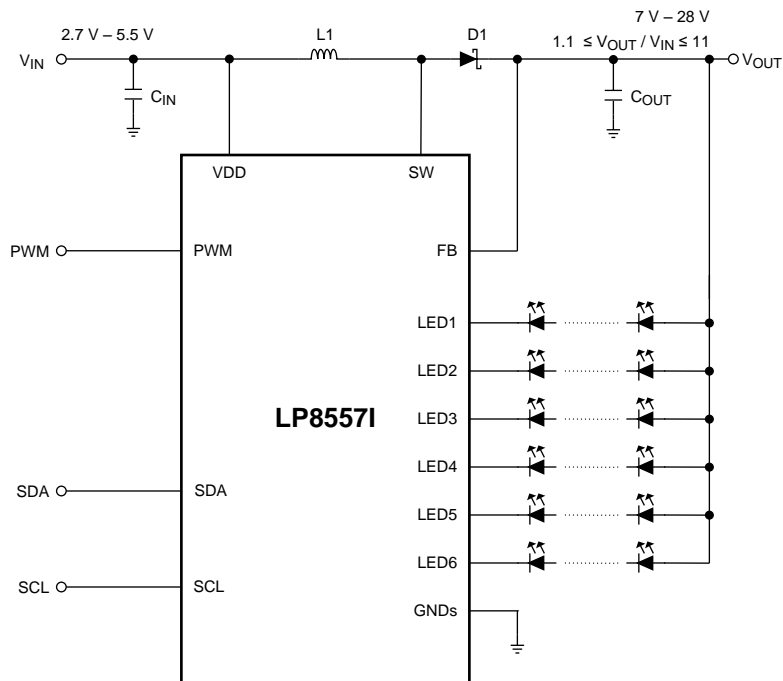 7 V – 28 V
2.7 V – 5.5 V
L1
D1
1.1 ≤ VOUT / VIN ≤ 11
VIN
VOUT
CIN
COUT
VDD
SW
PWM
PWM
FB
LED1
LED2
LED3
LP8557I
LED4
SDA
SDA
LED5
LED6
SCL
SCL
GNDs